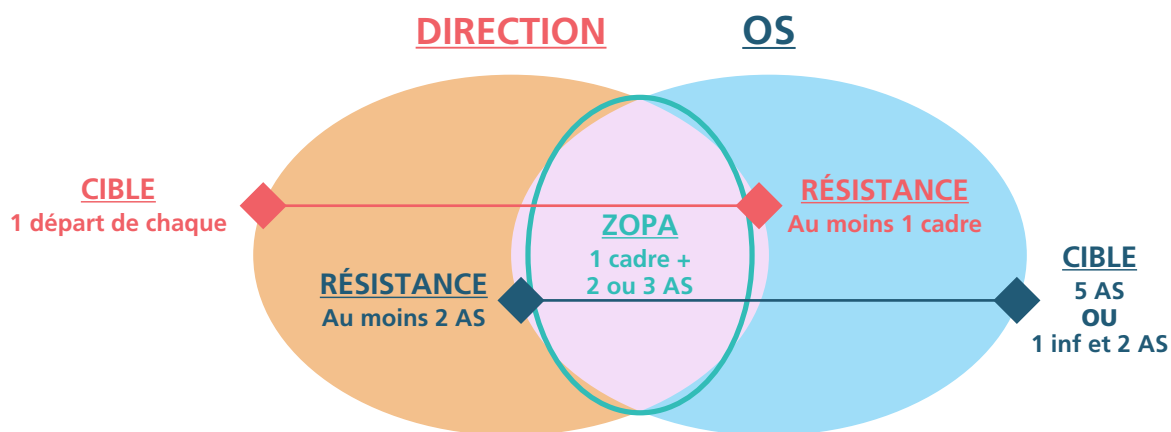 DIRECTION
OS
CIBLE
1 départ de chaque
RÉSISTANCE
Au moins 1 cadre
ZOPA
1 cadre +
2 ou 3 AS
RÉSISTANCE
Au moins 2 AS
CIBLE
5 AS
OU
1 inf et 2 AS